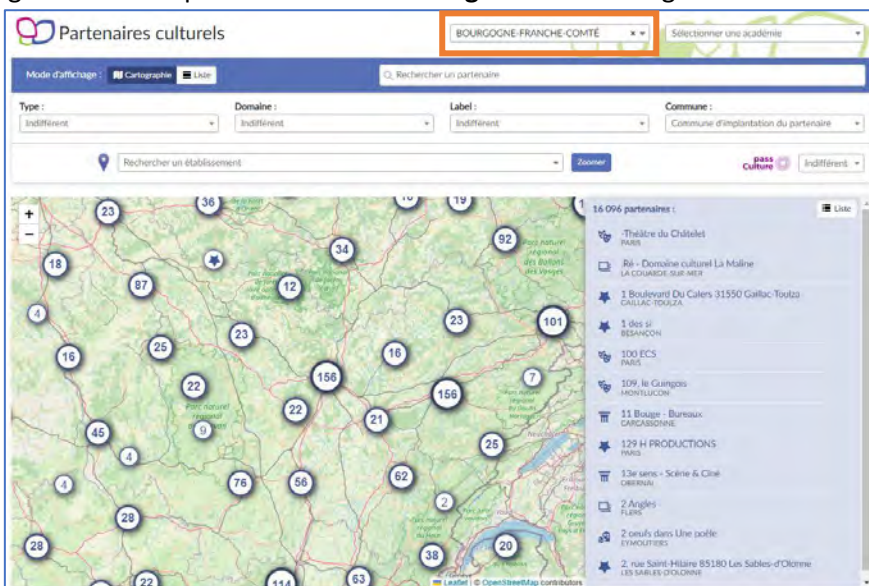 Partenaires culturels
BOURGOGNE-FRANCHE-COMTÉ
Sélectionner une académie
Mode d'affichage : Cartographie Liste
Rechercher un partenaire
Type : Domaine : Label : Commune :
Indifférent Indifférent Indifférent Commune d'implantation du partenaire
Rechercher un établissement Zoomer pass Culture Indifférent
16 096 partenaires : Liste
-Théâtre du Châtelet
PARIS
.Ré - Domaine culturel La Maline
LA COUARDE-SUR-MER
1 Boulevard Du Calers 31550 Gaillac-Toulza
GAILLAC-TOULZA
1 des si
BESANÇON
100 ECS
PARIS
109, le Guingois
MONTLUÇON
11 Bouge - Bureaux
CARCASSONNE
129 H PRODUCTIONS
PARIS
13e sens - Scène & Ciné
OBERNAI
2 Angles -
FLERS
2 oeufs dans Une poêle
EYMOUTIERS
2, rue Saint-Hilaire 85180 Les Sables-d'Olonne
LES SABLES-D'OLONNE
+
−
23 36 19
18 87 34 12 92
4 23 23 101
16 25 156 16
22 22 21 156 7
45 9 25
4 4 76 56 62 2
28 28 38 20
22 114 63
Leaflet | © OpenStreetMap contributors